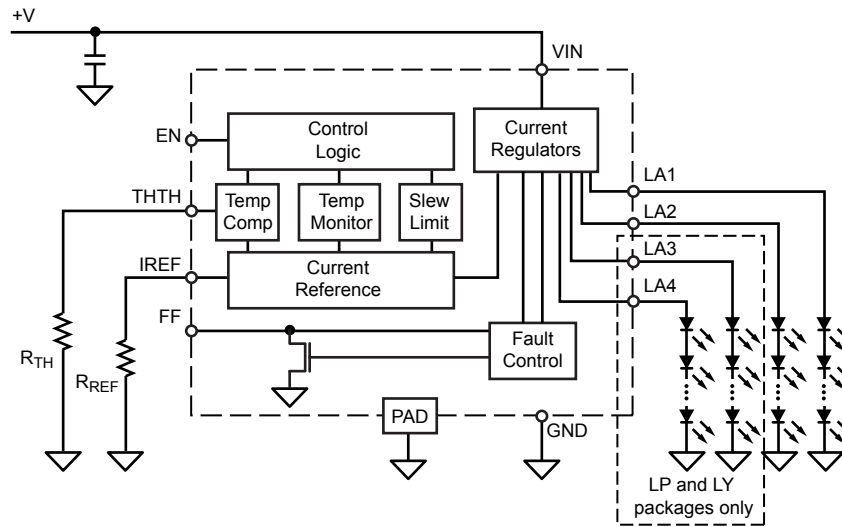 +V
VIN
EN
Control
Logic
Current
Regulators
THTH
Temp
Comp
Temp
Monitor
Slew
Limit
LA1
LA2
LA3
LA4
IREF
Current
Reference
FF
Fault
Control
RTH
RREF
PAD
GND
LP and LY
packages only